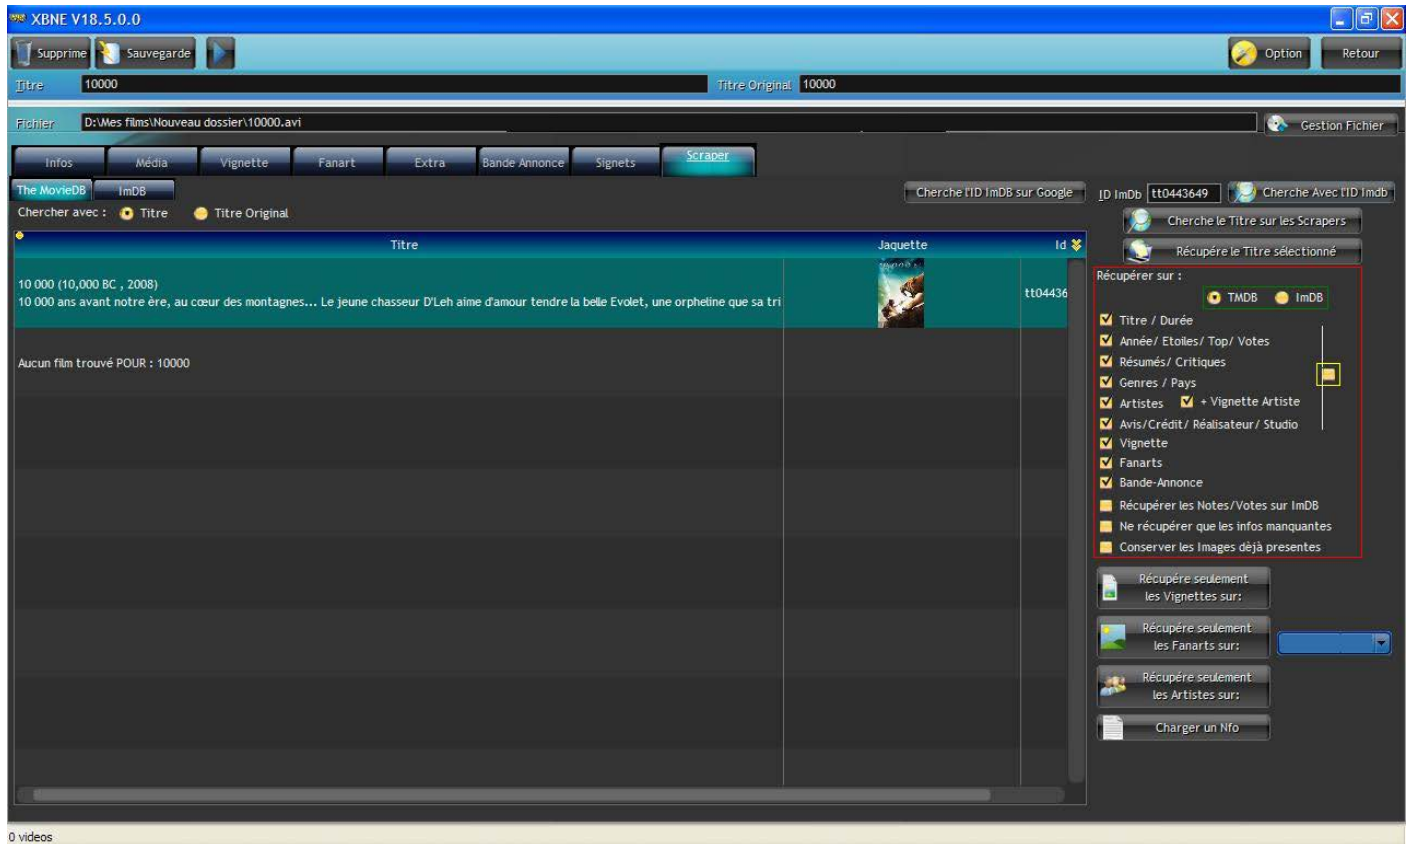 XBNE V18.5.0.0
Supprime Sauvegarde Option Retour
Titre 10000 Titre Original 10000
Fichier D:\Mes films\Nouveau dossier\10000.avi Gestion Fichier
Infos Média Vignette Fanart Extra Bande Annonce Signets Scraper
The MovieDB ImDB Cherche l'ID ImDB sur Google ID ImDb tt0443649 Cherche Avec l'ID Imdb
Chercher avec : Titre Titre Original
Cherche le Titre sur les Scrapers
Titre Jaquette Id
Récupére le Titre sélectionné
10 000 (10,000 BC , 2008)
10 000 ans avant notre ère, au cœur des montagnes... Le jeune chasseur D'Leh aime d'amour tendre la belle Evolet, une orpheline que sa tri
tt04436
Aucun film trouvé POUR : 10000
Récupérer sur :
TMDB ImDB
Titre / Durée
Année/ Etoiles/ Top/ Votes
Résumés/ Critiques
Genres / Pays
Artistes + Vignette Artiste
Avis/Crédit/ Réalisateur/ Studio
Vignette
Fanarts
Bande-Annonce
Récupérer les Notes/Votes sur ImDB
Ne récupérer que les infos manquantes
Conserver les Images dèjà presentes
Récupére seulement
les Vignettes sur:
Récupére seulement
les Fanarts sur:
Récupére seulement
les Artistes sur:
Charger un Nfo
0 videos